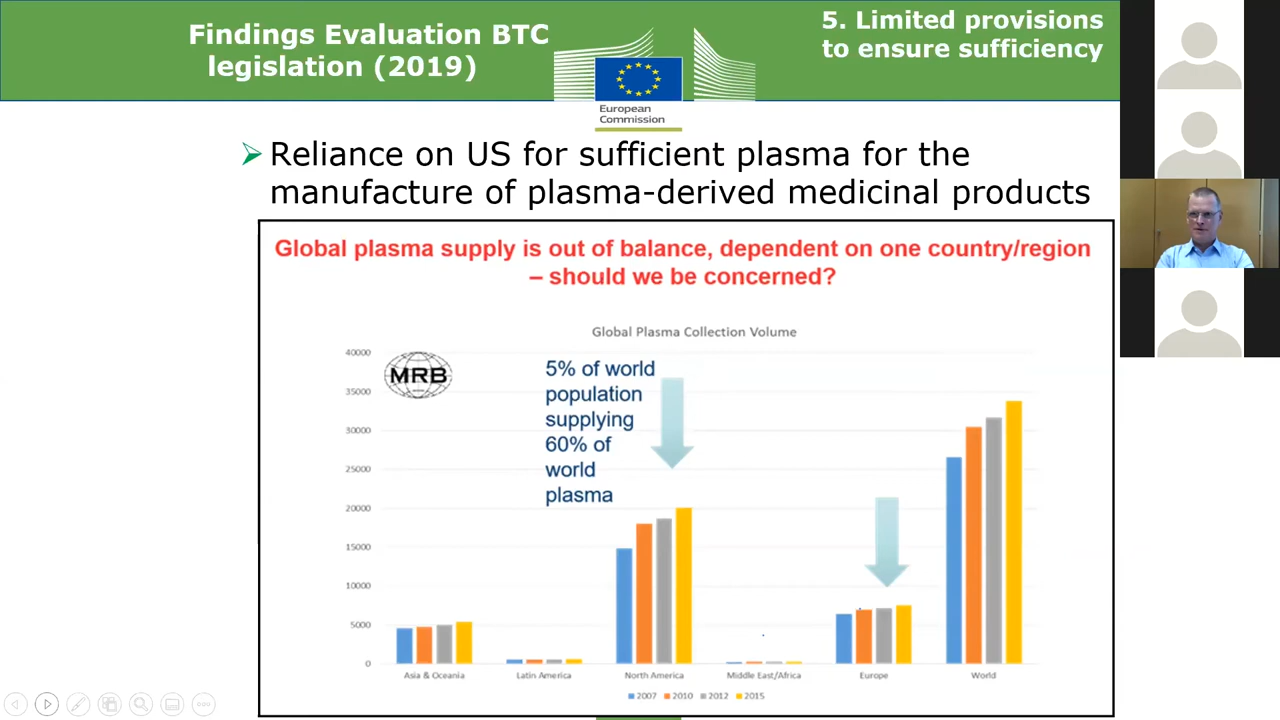 Findings Evaluation BTC
legislation (2019)
5. Limited provisions
to ensure sufficiency
European
Commission
Reliance on US for sufficient plasma for the
manufacture of plasma-derived medicinal products
Global plasma supply is out of balance, dependent on one country/region
– should we be concerned?
Global Plasma Collection Volume
MRB
5% of world
population
supplying
60% of
world
plasma
40000
35000
30000
25000
20000
15000
10000
5000
0
Asia & Oceania
Latin America
North America
Middle East/Africa
Europe
World
2007 2010 2012 2015